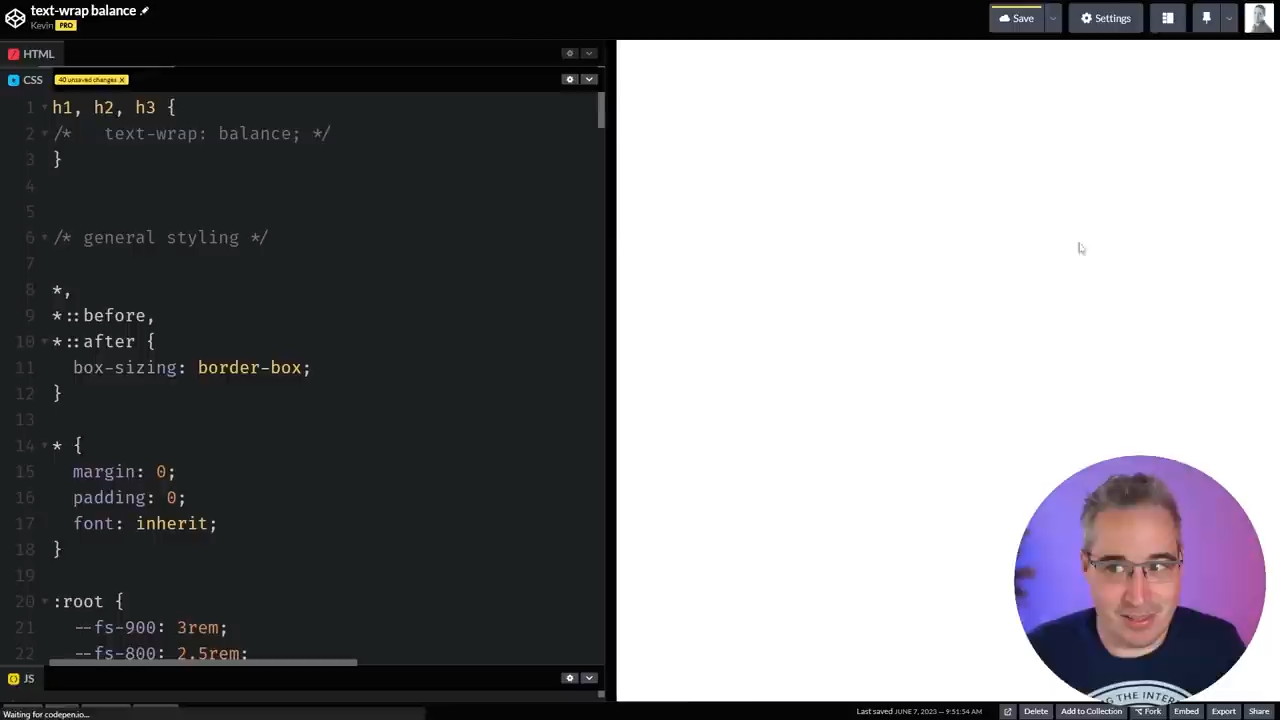 text-wrap balance
Kevin PRO
Save
Settings
HTML
CSS
40 unsaved changes X
1 h1, h2, h3 {
2 /*   text-wrap: balance; */
3 }
4
5
6 /* general styling */
7
8 *,
9 *::before,
10 *::after {
11 box-sizing: border-box;
12 }
13
14 * {
15 margin: 0;
16 padding: 0;
17 font: inherit;
18 }
19
20 :root {
21 --fs-900: 3rem;
22 --fs-800: 2.5rem;
JS
Waiting for codepen.io...
Last saved JUNE 7, 2023 — 9:51:54 AM
Delete
Add to Collection
Fork
Embed
Export
Share
NG THE INTER